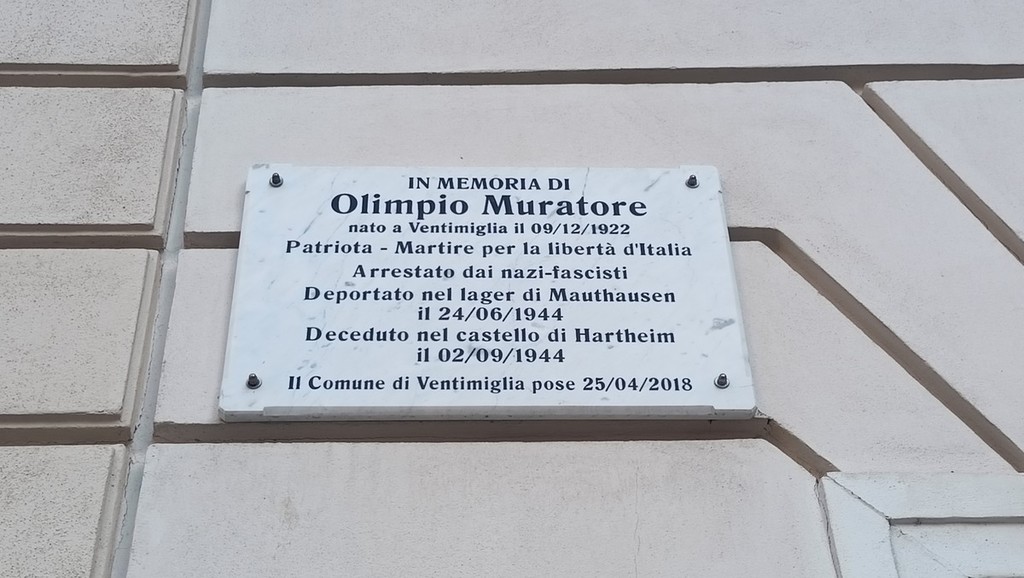 IN MEMORIA DI
Olimpio Muratore
nato a Ventimiglia il 09/12/1922
Patriota - Martire per la libertà d'Italia
Arrestato dai nazi-fascisti
Deportato nel lager di Mauthausen
il 24/06/1944
Deceduto nel castello di Hartheim
il 02/09/1944
Il Comune di Ventimiglia pose 25/04/2018